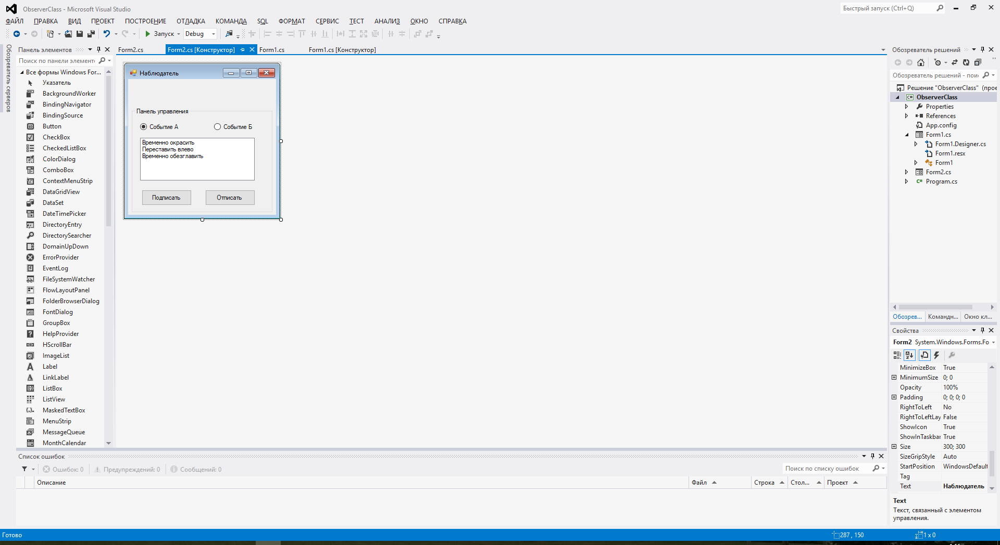 ObserverClass - Microsoft Visual Studio
Быстрый запуск (Ctrl+Q)
ФАЙЛ ПРАВКА ВИД ПРОЕКТ ПОСТРОЕНИЕ ОТЛАДКА КОМАНДА SQL ФОРМАТ СЕРВИС ТЕСТ АНАЛИЗ ОКНО СПРАВКА
Запуск Debug
Обозреватель серверов
Панель элементов
Поиск по панели элементо
Все формы Windows For...
Указатель
BackgroundWorker
BindingNavigator
BindingSource
Button
CheckBox
CheckedListBox
ColorDialog
ComboBox
ContextMenuStrip
DataGridView
DataSet
DateTimePicker
DirectoryEntry
DirectorySearcher
DomainUpDown
ErrorProvider
EventLog
FileSystemWatcher
FlowLayoutPanel
FolderBrowserDialog
FontDialog
GroupBox
HelpProvider
HScrollBar
ImageList
Label
LinkLabel
ListBox
ListView
MaskedTextBox
MenuStrip
MessageQueue
MonthCalendar
Form2.cs Form2.cs [Конструктор] Form1.cs Form1.cs [Конструктор]
Наблюдатель
Панель управления
Событие А Событие Б
Временно окрасить
Переставить влево
Временно обезглавить
Подписать Отписать
Обозреватель решений
Обозреватель решений - пои
Решение "ObserverClass" (прое
ObserverClass
Properties
References
App.config
Form1.cs
Form1.Designer.cs
Form1.resx
Form1
Form2.cs
Program.cs
Обозрев... Командн... Окно кл...
Свойства
Form2 System.Windows.Forms.Fo
MinimizeBox True
MinimumSize 0; 0
Opacity 100%
Padding 0; 0; 0; 0
RightToLeft No
RightToLeftLay False
ShowIcon True
ShowInTaskbar True
Size 300; 300
SizeGripStyle Auto
StartPosition WindowsDefault
Tag
Text Наблюдатель
Text
Текст, связанный с элементом
управления.
Список ошибок
Ошибок: 0 Предупреждений: 0 Сообщений: 0
Поиск по списку ошибок
Описание Файл Строка Стол... Проект
Готово 287 , 150 1 x 0